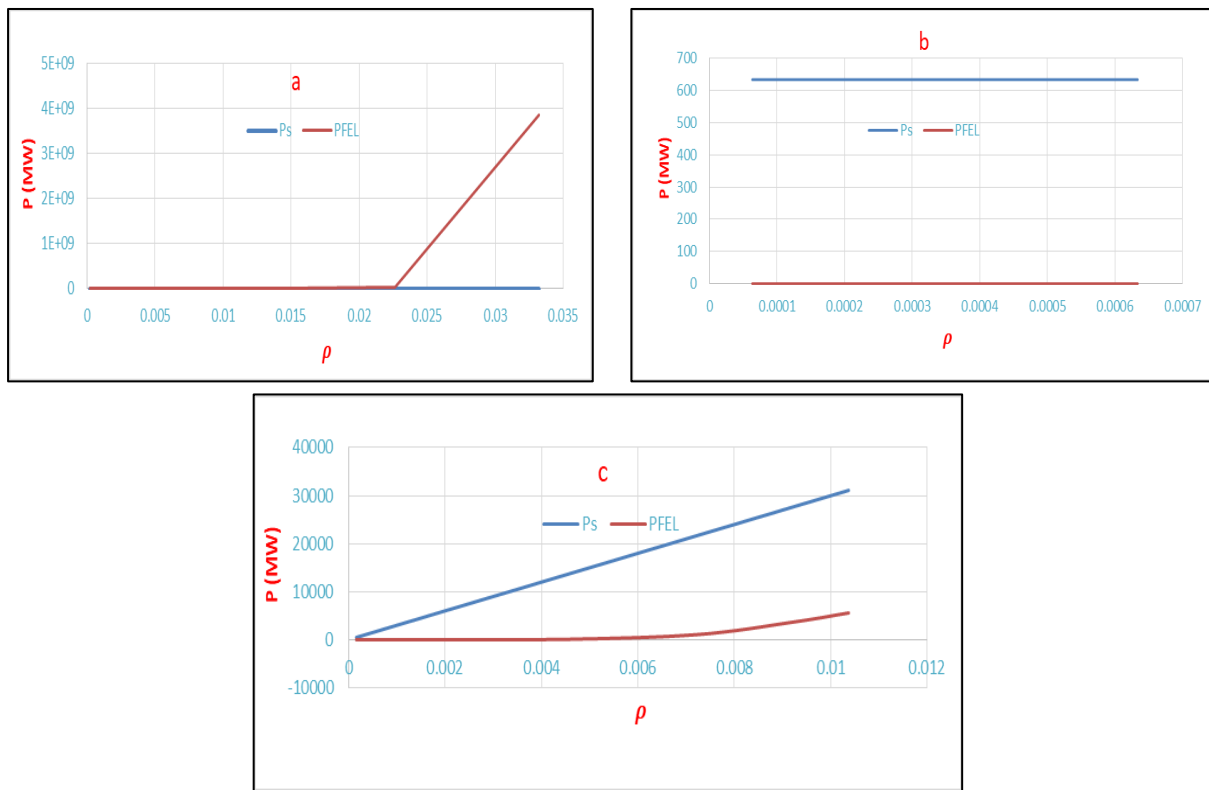 a
5E+09
4E+09
3E+09
2E+09
1E+09
0
P (MW)
Ps PFEL
0 0.005 0.01 0.015 0.02 0.025 0.03 0.035
ρ
b
700
600
500
400
300
200
100
0
P (MW)
Ps PFEL
0 0.0001 0.0002 0.0003 0.0004 0.0005 0.0006 0.0007
ρ
c
40000
30000
20000
10000
0
-10000
P (MW)
Ps PFEL
0 0.002 0.004 0.006 0.008 0.01 0.012
ρ